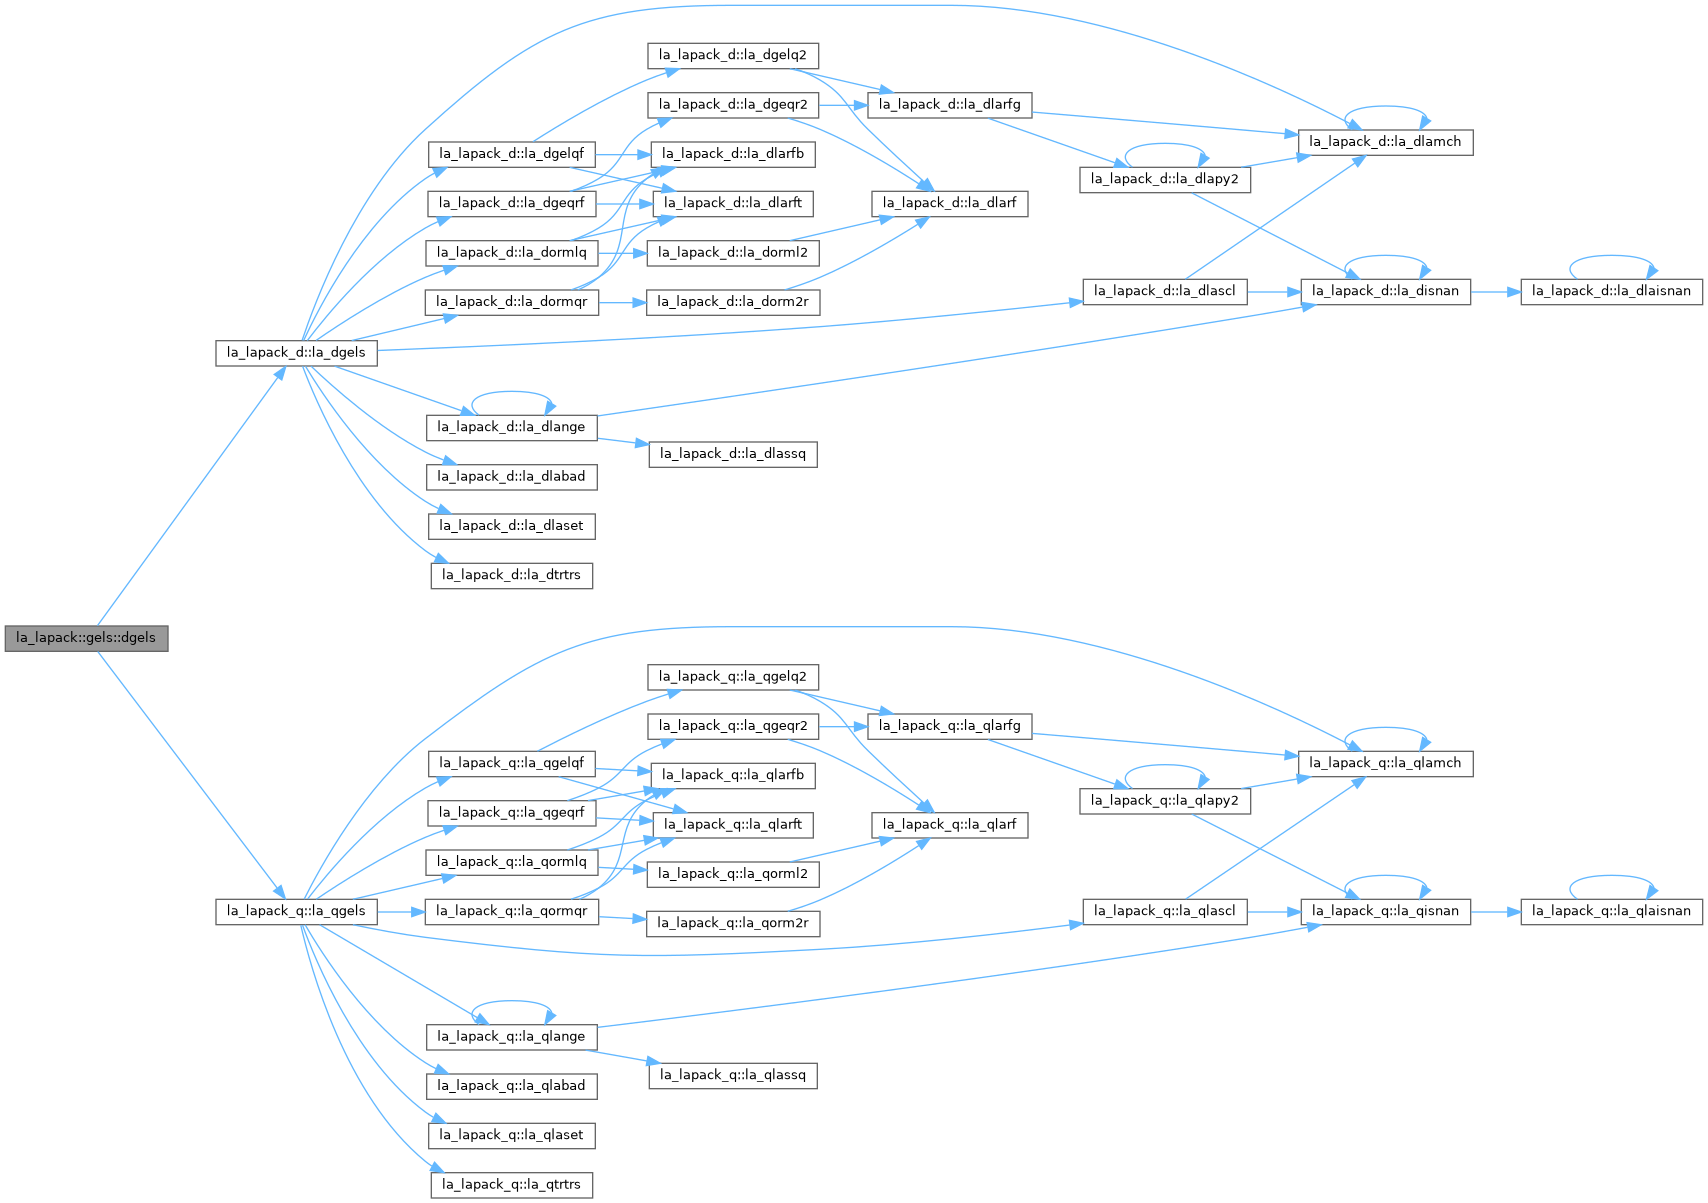 la_lapack_d::la_dgelq2
la_lapack_d::la_dgeqr2
la_lapack_d::la_dlarfg
la_lapack_d::la_dlamch
la_lapack_d::la_dgelqf
la_lapack_d::la_dlarfb
la_lapack_d::la_dlapy2
la_lapack_d::la_dgeqrf
la_lapack_d::la_dlarft
la_lapack_d::la_dlarf
la_lapack_d::la_dormlq
la_lapack_d::la_dorml2
la_lapack_d::la_dlascl
la_lapack_d::la_disnan
la_lapack_d::la_dlaisnan
la_lapack_d::la_dormqr
la_lapack_d::la_dorm2r
la_lapack_d::la_dgels
la_lapack_d::la_dlange
la_lapack_d::la_dlassq
la_lapack_d::la_dlabad
la_lapack_d::la_dlaset
la_lapack_d::la_dtrtrs
la_lapack::gels::dgels
la_lapack_q::la_qgelq2
la_lapack_q::la_qgeqr2
la_lapack_q::la_qlarfg
la_lapack_q::la_qgelqf
la_lapack_q::la_qlamch
la_lapack_q::la_qlarfb
la_lapack_q::la_qlapy2
la_lapack_q::la_qgeqrf
la_lapack_q::la_qlarft
la_lapack_q::la_qlarf
la_lapack_q::la_qormlq
la_lapack_q::la_qorml2
la_lapack_q::la_qgels
la_lapack_q::la_qormqr
la_lapack_q::la_qorm2r
la_lapack_q::la_qlascl
la_lapack_q::la_qisnan
la_lapack_q::la_qlaisnan
la_lapack_q::la_qlange
la_lapack_q::la_qlassq
la_lapack_q::la_qlabad
la_lapack_q::la_qlaset
la_lapack_q::la_qtrtrs